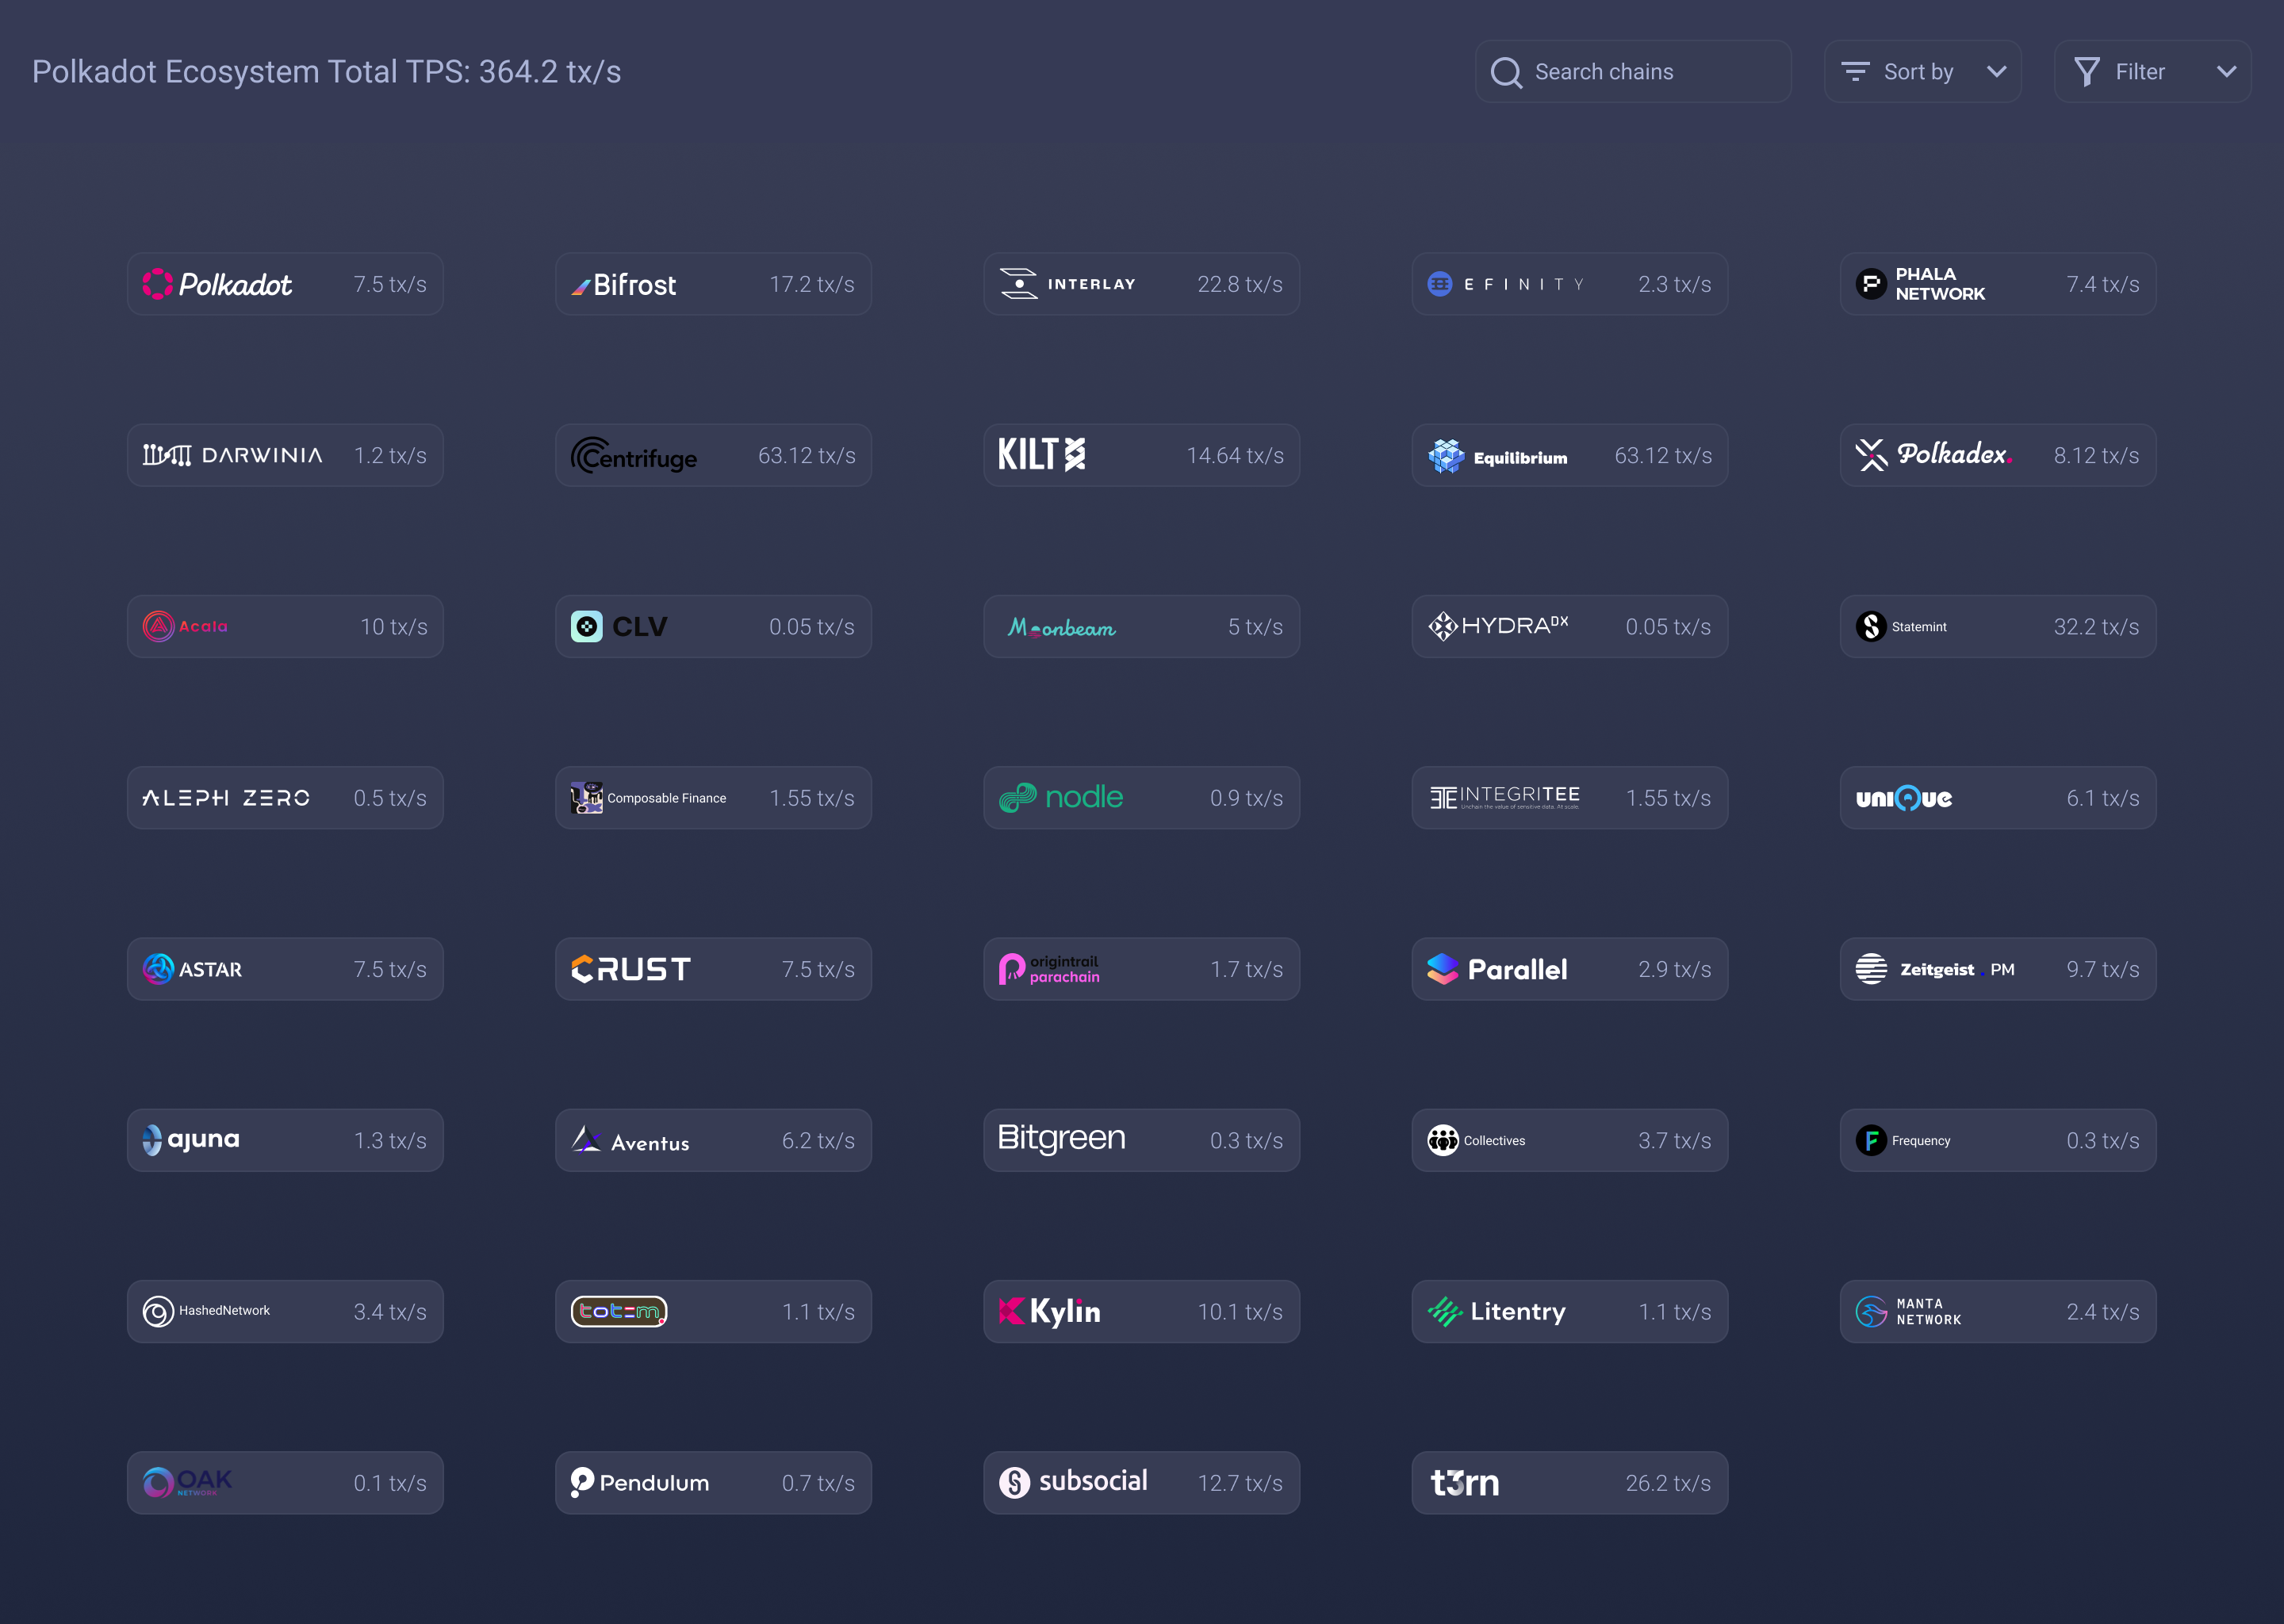 Polkadot Ecosystem Total TPS: 364.2 tx/s
Search chains
Sort by
Filter
Polkadot 7.5 tx/s
Bifrost 17.2 tx/s
INTERLAY 22.8 tx/s
EFINITY 2.3 tx/s
PHALA
NETWORK 7.4 tx/s
DARWINIA 1.2 tx/s
Centrifuge 63.12 tx/s
KILT 14.64 tx/s
Equilibrium 63.12 tx/s
Polkadex. 8.12 tx/s
Acala 10 tx/s
CLV 0.05 tx/s
Moonbeam 5 tx/s
HYDRADX 0.05 tx/s
Statemint 32.2 tx/s
ALEPH ZERO 0.5 tx/s
Composable Finance 1.55 tx/s
nodle 0.9 tx/s
INTEGRITEE 1.55 tx/s
Unchain the value of sensitive data. At scale.
uniQue 6.1 tx/s
ASTAR 7.5 tx/s
CRUST 7.5 tx/s
origintrail
parachain 1.7 tx/s
Parallel 2.9 tx/s
Zeitgeist . PM 9.7 tx/s
ajuna 1.3 tx/s
Aventus 6.2 tx/s
Bitgreen 0.3 tx/s
Collectives 3.7 tx/s
Frequency 0.3 tx/s
HashedNetwork 3.4 tx/s
totem 1.1 tx/s
Kylin 10.1 tx/s
Litentry 1.1 tx/s
MANTA
NETWORK 2.4 tx/s
OAK
NETWORK 0.1 tx/s
Pendulum 0.7 tx/s
subsocial 12.7 tx/s
t3rn 26.2 tx/s